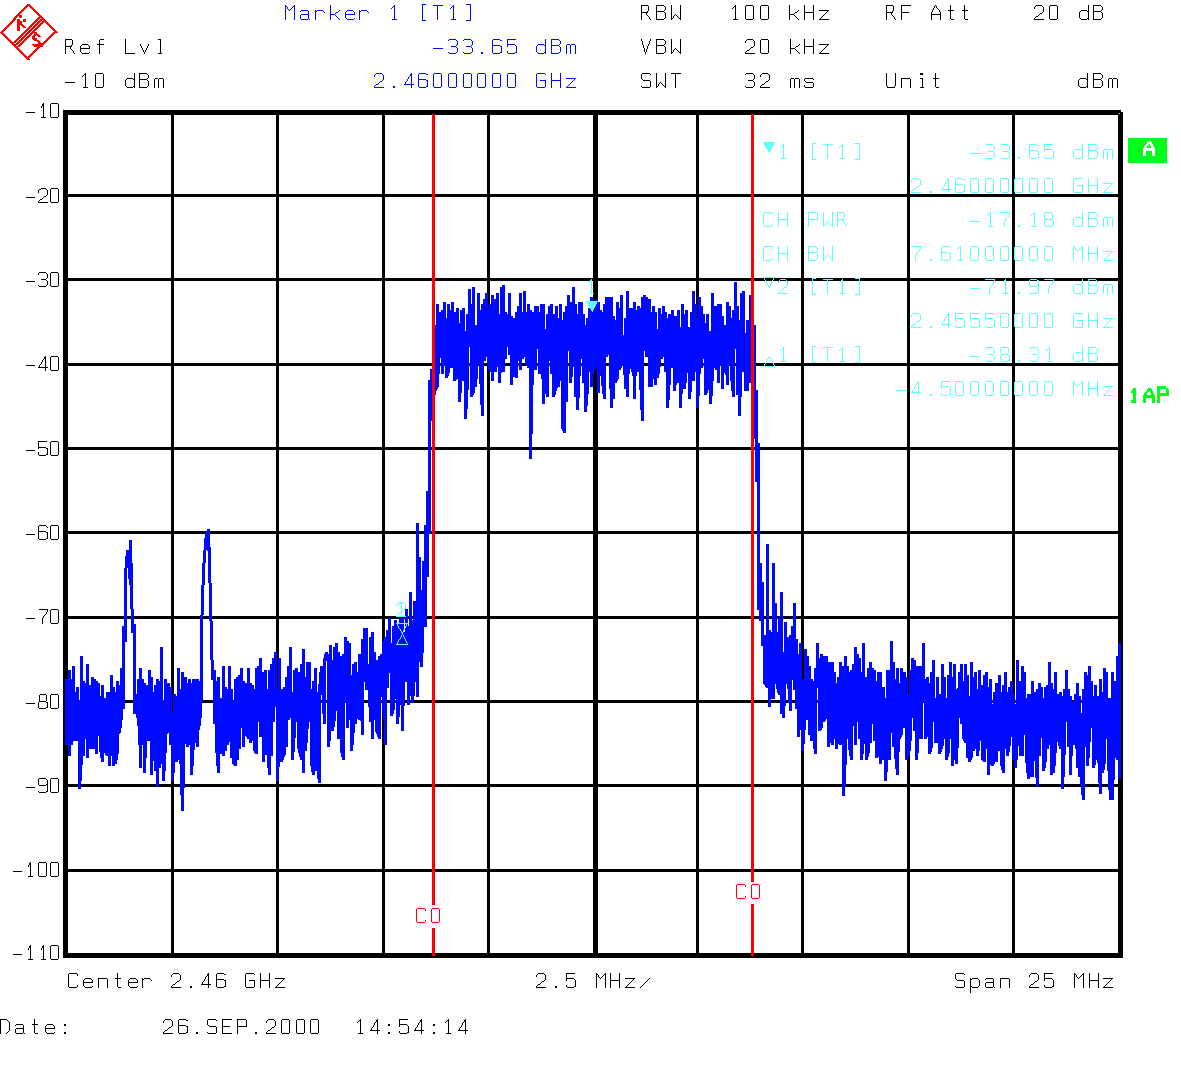 Marker 1 [T1] RBW 100 kHz RF Att 20 dB
Ref Lvl -33.65 dBm VBW 20 kHz
-10 dBm 2.46000000 GHz SWT 32 ms Unit dBm
-10
▼1 [T1] -33.65 dBm A
2.46000000 GHz
-20
CH PWR -17.18 dBm
CH BW 7.61000000 MHz
-30
2 [T1] -71.97 dBm
1
2.45550000 GHz
△1 [T1] -38.31 dB
-40
-4.50000000 MHz
1AP
-50
-60
-70
-80
-90
-100
C0
C0
-110
Center 2.46 GHz 2.5 MHz/ Span 25 MHz
Date: 26.SEP.2000 14:54:14